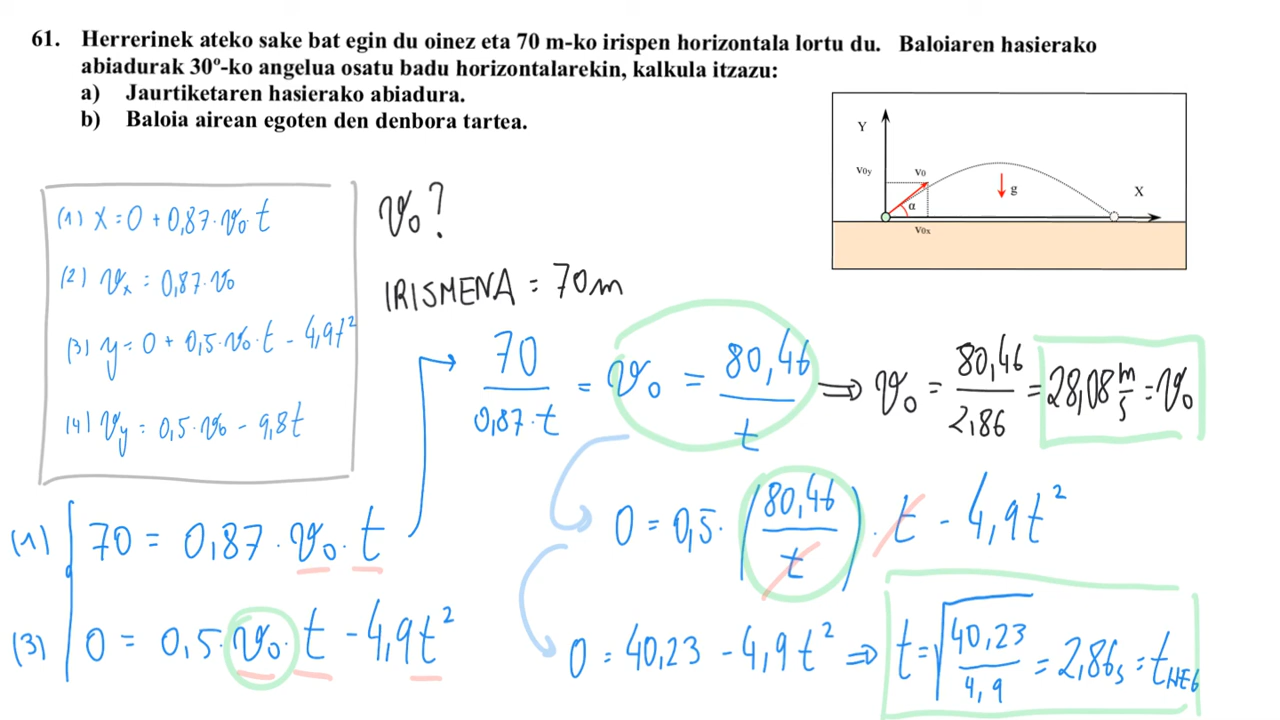 61. Herrerinek ateko sake bat egin du oinez eta 70 m-ko irispen horizontala lortu du. Baloiaren hasierako
abiadurak 30º-ko angelua osatu badu horizontalarekin, kalkula itzazu:
a) Jaurtiketaren hasierako abiadura.
b) Baloia airean egoten den denbora tartea.
Y
V0y
V0
g
α
X
V0x
(1) x = 0 + 0,87·v₀·t
(2) vₓ = 0,87·v₀
(3) y = 0 + 0,5·v₀·t - 4,9t²
(4) v_y = 0,5·v₀ - 9,8t
v₀?
IRISMENA = 70m
70/(0,87·t) = v₀ = 80,46/t ⇒ v₀ = 80,46/2,86 = 28,08 m/s = v₀
(1) 70 = 0,87·v₀·t
0 = 0,5·(80,46/t)·t - 4,9t²
(3) 0 = 0,5·v₀·t - 4,9t²
0 = 40,23 - 4,9t² ⇒ t = √(40,23/4,9) = 2,86s = t_HEG